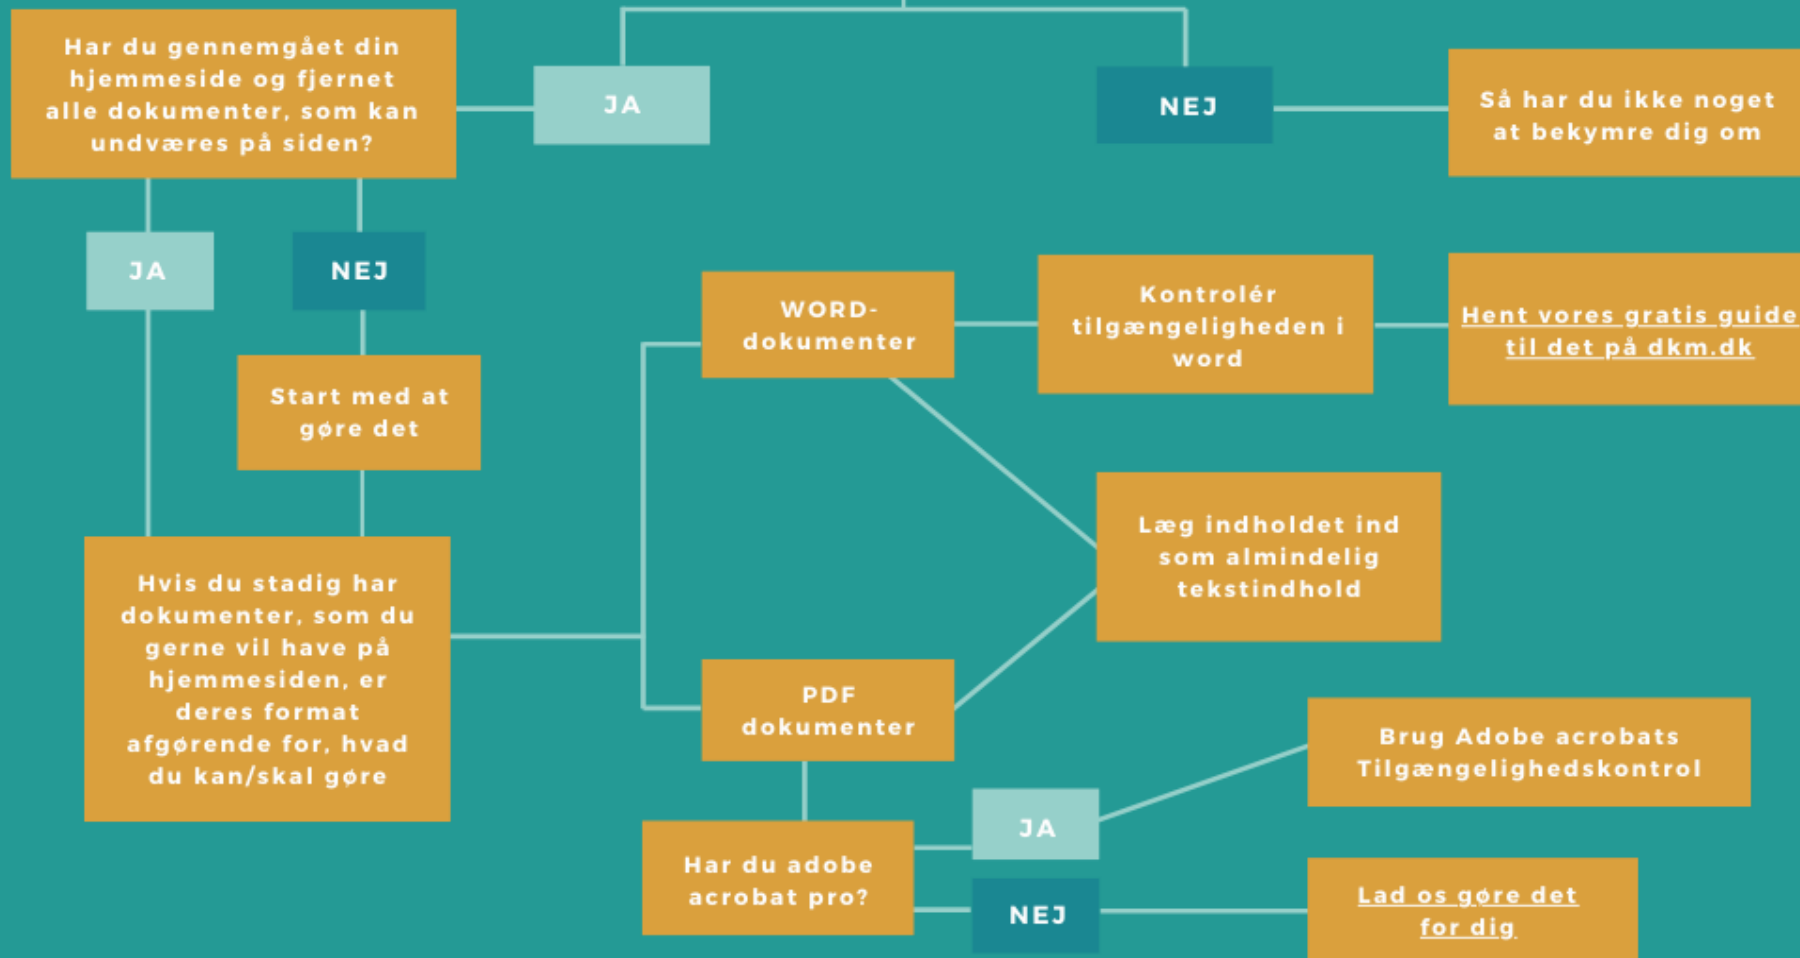 Har du gennemgået din
hjemmeside og fjernet
alle dokumenter, som kan
undværes på siden?
JA
NEJ
Så har du ikke noget
at bekymre dig om
JA
NEJ
Start med at
gøre det
Hvis du stadig har
dokumenter, som du
gerne vil have på
hjemmesiden, er
deres format
afgørende for, hvad
du kan/skal gøre
WORD-
dokumenter
Kontrolér
tilgængeligheden i
word
Hent vores gratis guide
til det på dkm.dk
Læg indholdet ind
som almindelig
tekstindhold
PDF
dokumenter
Har du adobe
acrobat pro?
JA
Brug Adobe acrobats
Tilgængelighedskontrol
NEJ
Lad os gøre det
for dig